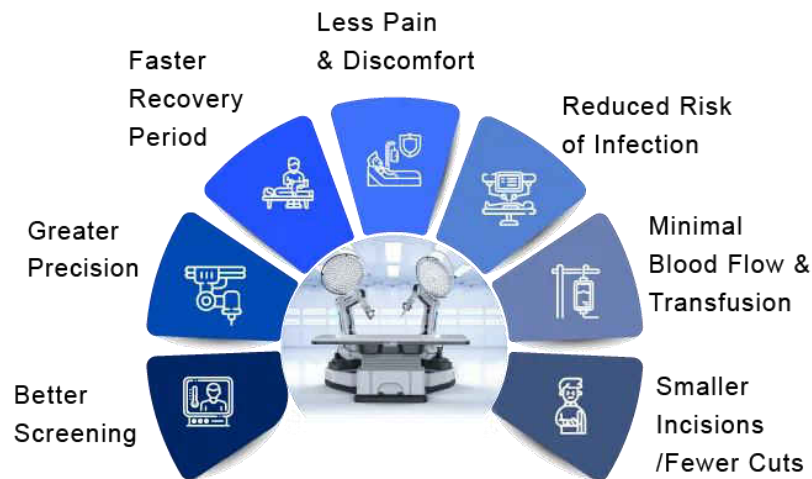 Less Pain
& Discomfort
Faster
Recovery
Period
Reduced Risk
of Infection
Greater
Precision
Minimal
Blood Flow &
Transfusion
Better
Screening
Smaller
Incisions
/Fewer Cuts